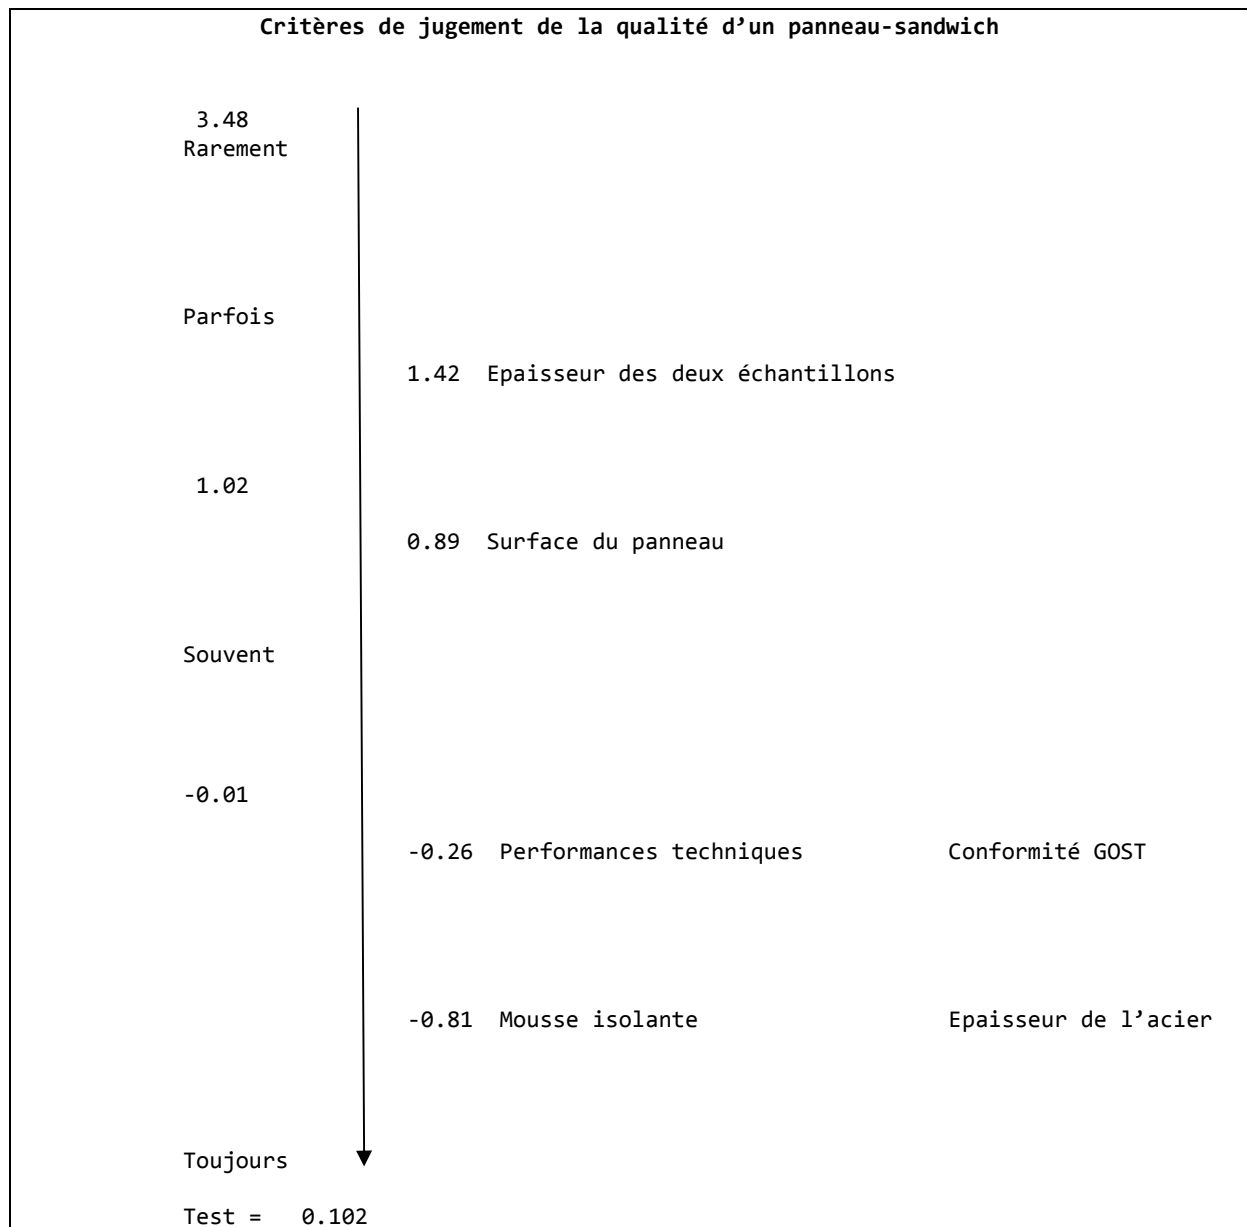 Critères de jugement de la qualité d’un panneau-sandwich
3.48
Rarement
Parfois
1.42 Epaisseur des deux échantillons
1.02
0.89 Surface du panneau
Souvent
-0.01
-0.26 Performances techniques Conformité GOST
-0.81 Mousse isolante Epaisseur de l’acier
Toujours
Test = 0.102